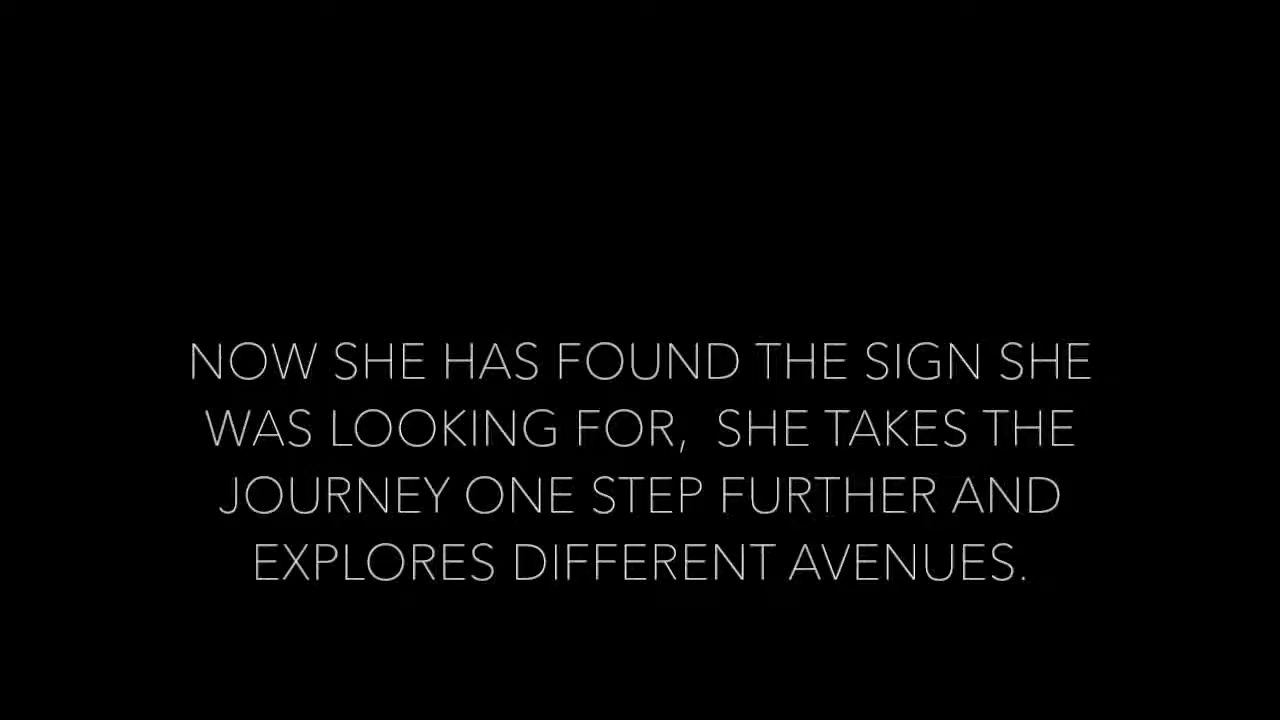 NOW SHE HAS FOUND THE SIGN SHE
WAS LOOKING FOR,  SHE TAKES THE
JOURNEY ONE STEP FURTHER AND
EXPLORES DIFFERENT AVENUES.